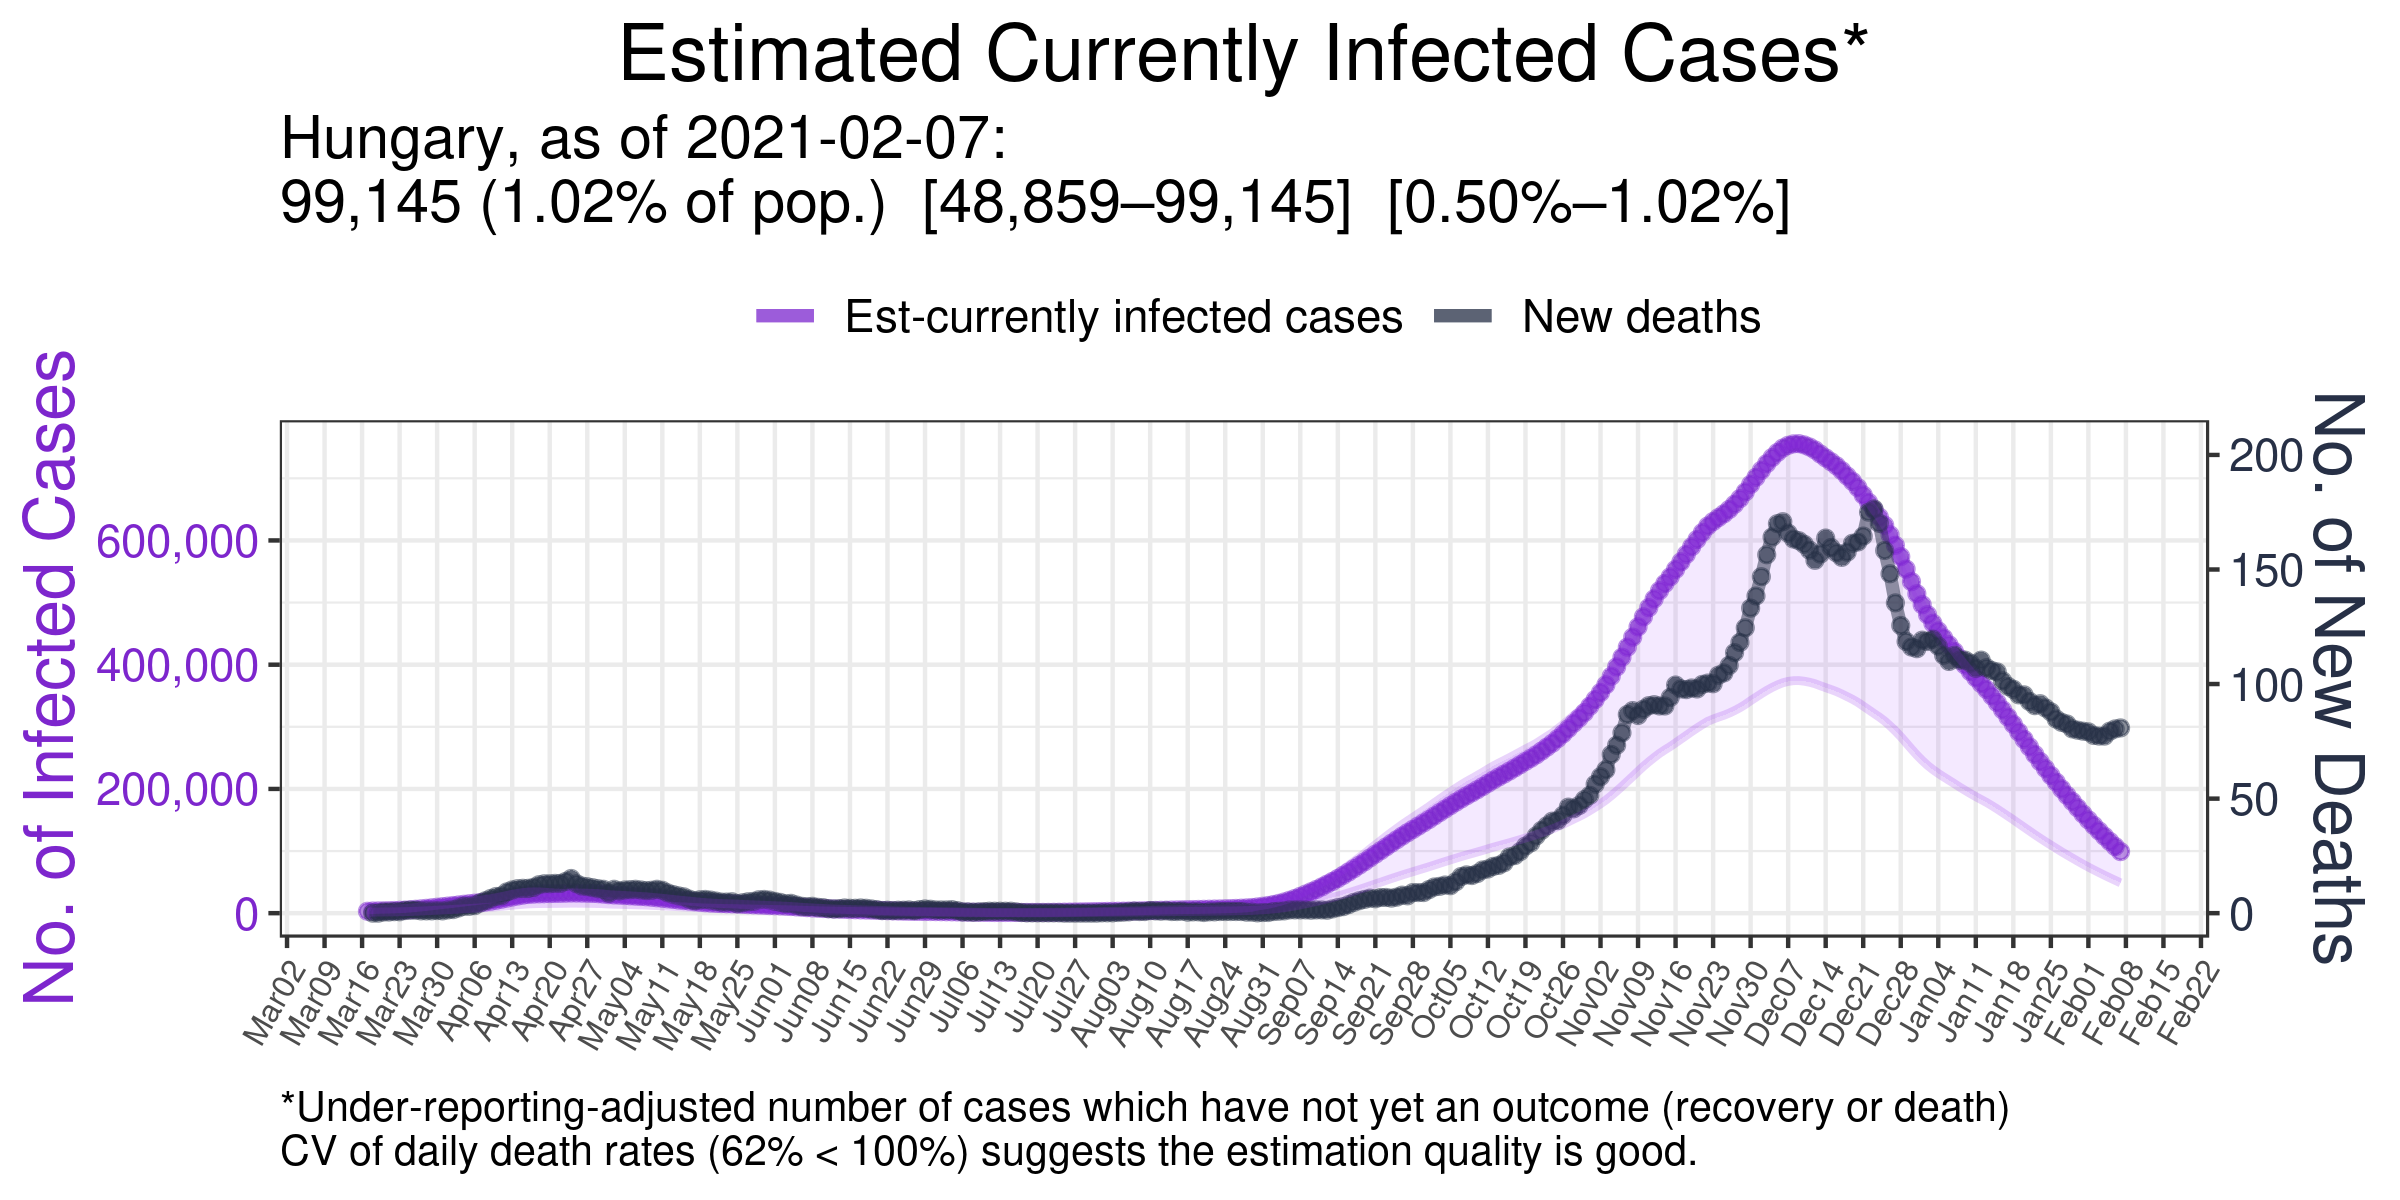 Estimated Currently Infected Cases*
Hungary, as of 2021-02-07:
99,145 (1.02% of pop.) [48,859–99,145] [0.50%–1.02%]
Est-currently infected cases New deaths
No. of Infected Cases
600,000
400,000
200,000
0
200
150
100
50
0
No. of New Deaths
Mar02 Mar09 Mar16 Mar23 Mar30 Apr06 Apr13 Apr20 Apr27 May04 May11 May18 May25 Jun01 Jun08 Jun15 Jun22 Jun29 Jul06 Jul13 Jul20 Jul27 Aug03 Aug10 Aug17 Aug24 Aug31 Sep07 Sep14 Sep21 Sep28 Oct05 Oct12 Oct19 Oct26 Nov02 Nov09 Nov16 Nov23 Nov30 Dec07 Dec14 Dec21 Dec28 Jan04 Jan11 Jan18 Jan25 Feb01 Feb08 Feb15 Feb22
*Under-reporting-adjusted number of cases which have not yet an outcome (recovery or death)
CV of daily death rates (62% < 100%) suggests the estimation quality is good.